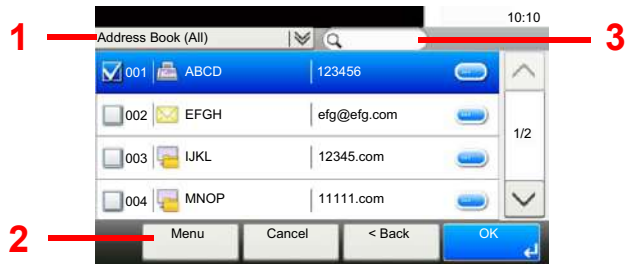 10:10
1 Address Book (All) 3
001 ABCD 123456
002 EFGH efg@efg.com
1/2
003 IJKL 12345.com
004 MNOP 11111.com
2 Menu Cancel < Back OK